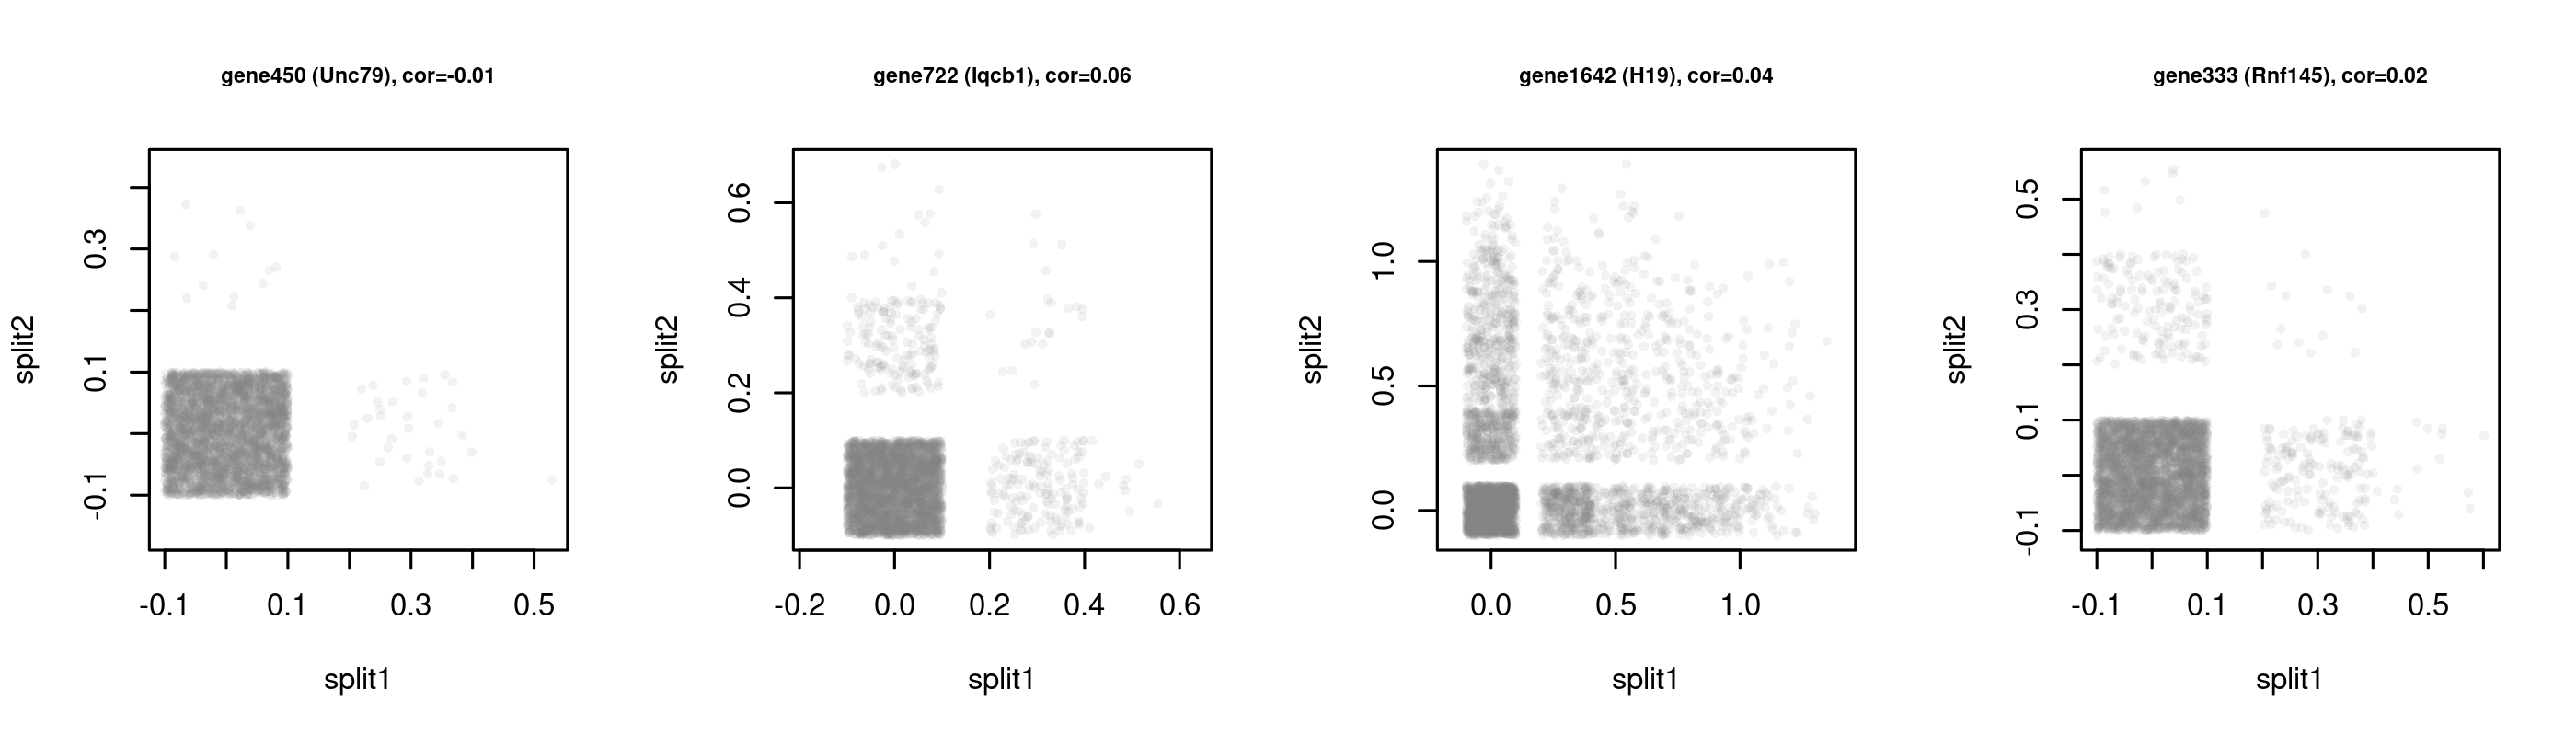 gene450 (Unc79), cor=-0.01
split2
0.3
0.1
-0.1
-0.1 0.1 0.3 0.5
split1
gene722 (Iqcb1), cor=0.06
split2
0.6
0.4
0.2
0.0
-0.2 0.0 0.2 0.4 0.6
split1
gene1642 (H19), cor=0.04
split2
1.0
0.5
0.0
0.0 0.5 1.0
split1
gene333 (Rnf145), cor=0.02
split2
0.5
0.3
0.1
-0.1
-0.1 0.1 0.3 0.5
split1